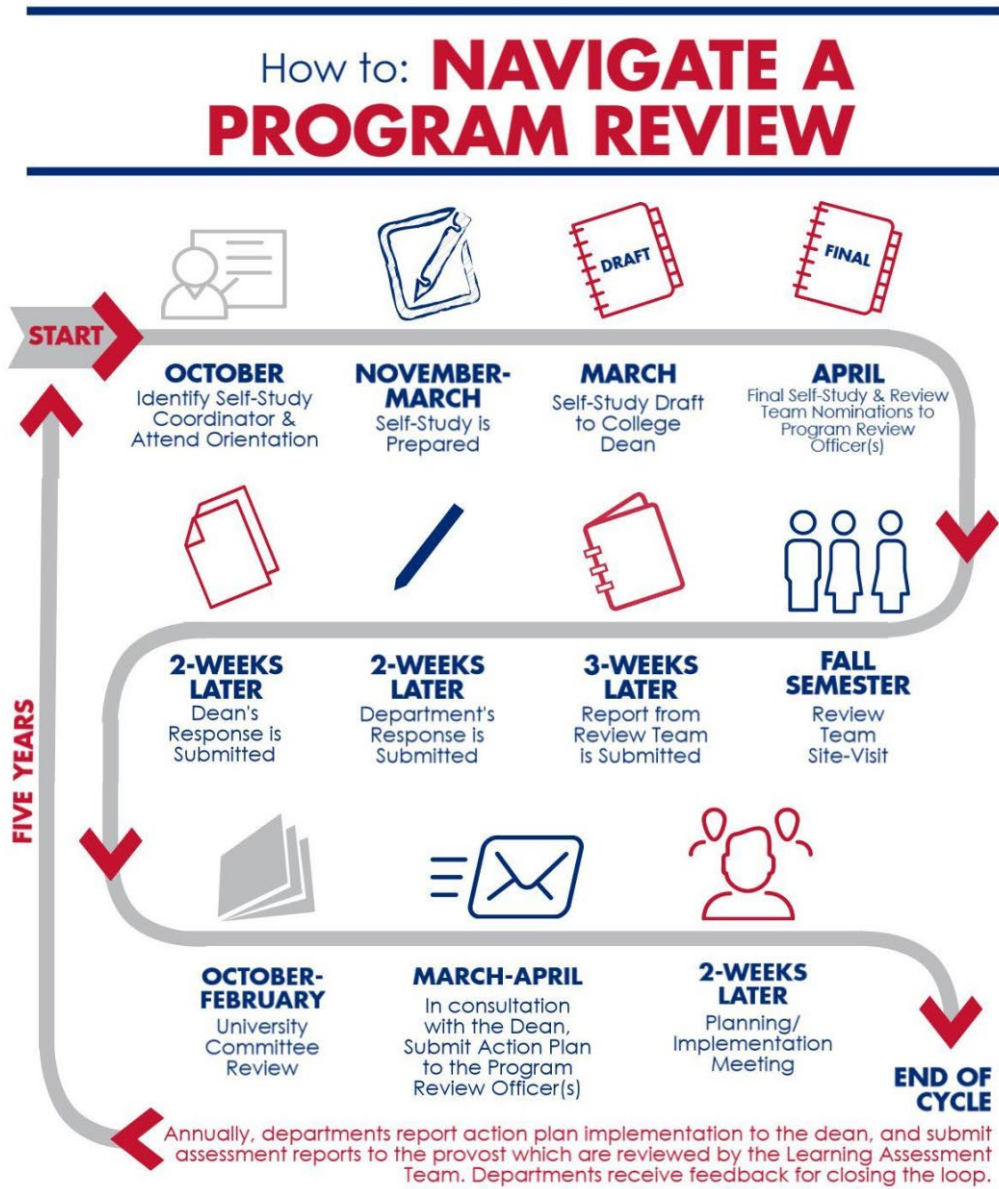 How to: NAVIGATE A
PROGRAM REVIEW
DRAFT
FINAL
START
OCTOBER
Identify Self-Study
Coordinator &
Attend Orientation
NOVEMBER-
MARCH
Self-Study is
Prepared
MARCH
Self-Study Draft
to College
Dean
APRIL
Final Self-Study & Review
Team Nominations to
Program Review
Officer(s)
FALL
SEMESTER
Review
Team
Site-Visit
3-WEEKS
LATER
Report from
Review Team
is Submitted
2-WEEKS
LATER
Department's
Response is
Submitted
2-WEEKS
LATER
Dean's
Response is
Submitted
OCTOBER-
FEBRUARY
University
Committee
Review
MARCH-APRIL
In consultation
with the Dean,
Submit Action Plan
to the Program
Review Officer(s)
2-WEEKS
LATER
Planning/
Implementation
Meeting
END OF
CYCLE
Annually, departments report action plan implementation to the dean, and submit
assessment reports to the provost which are reviewed by the Learning Assessment
Team. Departments receive feedback for closing the loop.
FIVE YEARS